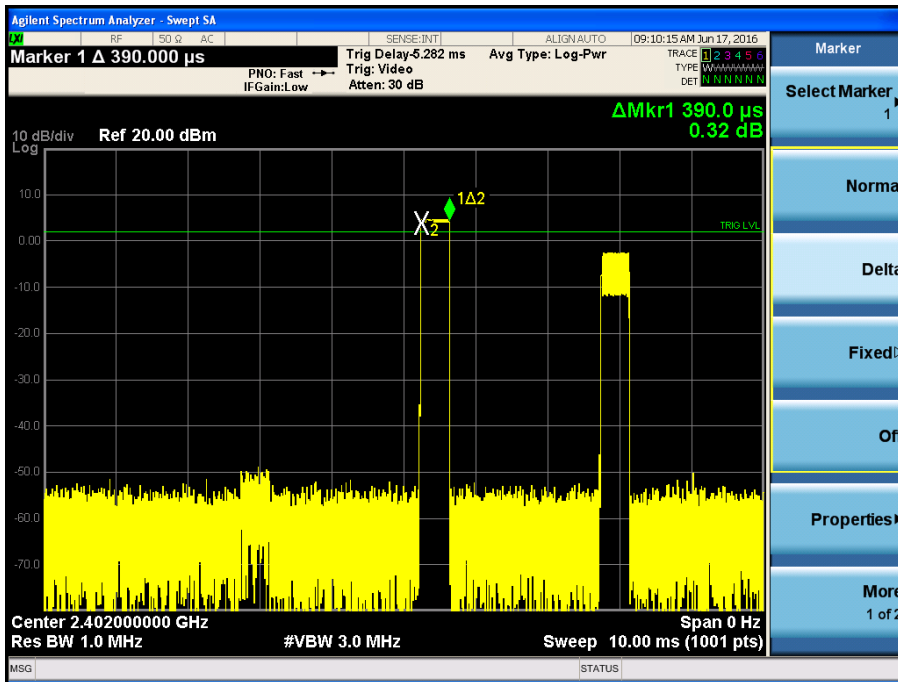 Agilent Spectrum Analyzer - Swept SA
LXI RF 50 Ω AC SENSE:INT ALIGN AUTO 09:10:15 AM Jun 17, 2016
Marker 1 Δ 390.000 µs
PNO: Fast
IFGain:Low
Trig Delay-5.282 ms
Trig: Video
Atten: 30 dB
Avg Type: Log-Pwr
TRACE 1 2 3 4 5 6
TYPE WWWWWWW
DET N N N N N N
ΔMkr1 390.0 µs
0.32 dB
10 dB/div
Log
Ref 20.00 dBm
10.0
0.00
-10.0
-20.0
-30.0
-40.0
-50.0
-60.0
-70.0
1Δ2
2
TRIG LVL
Center 2.402000000 GHz
Span 0 Hz
Res BW 1.0 MHz
#VBW 3.0 MHz
Sweep 10.00 ms (1001 pts)
MSG
STATUS
Marker
Select Marker
1
Norma
Delta
Fixed
Of
Properties
More
1 of 2